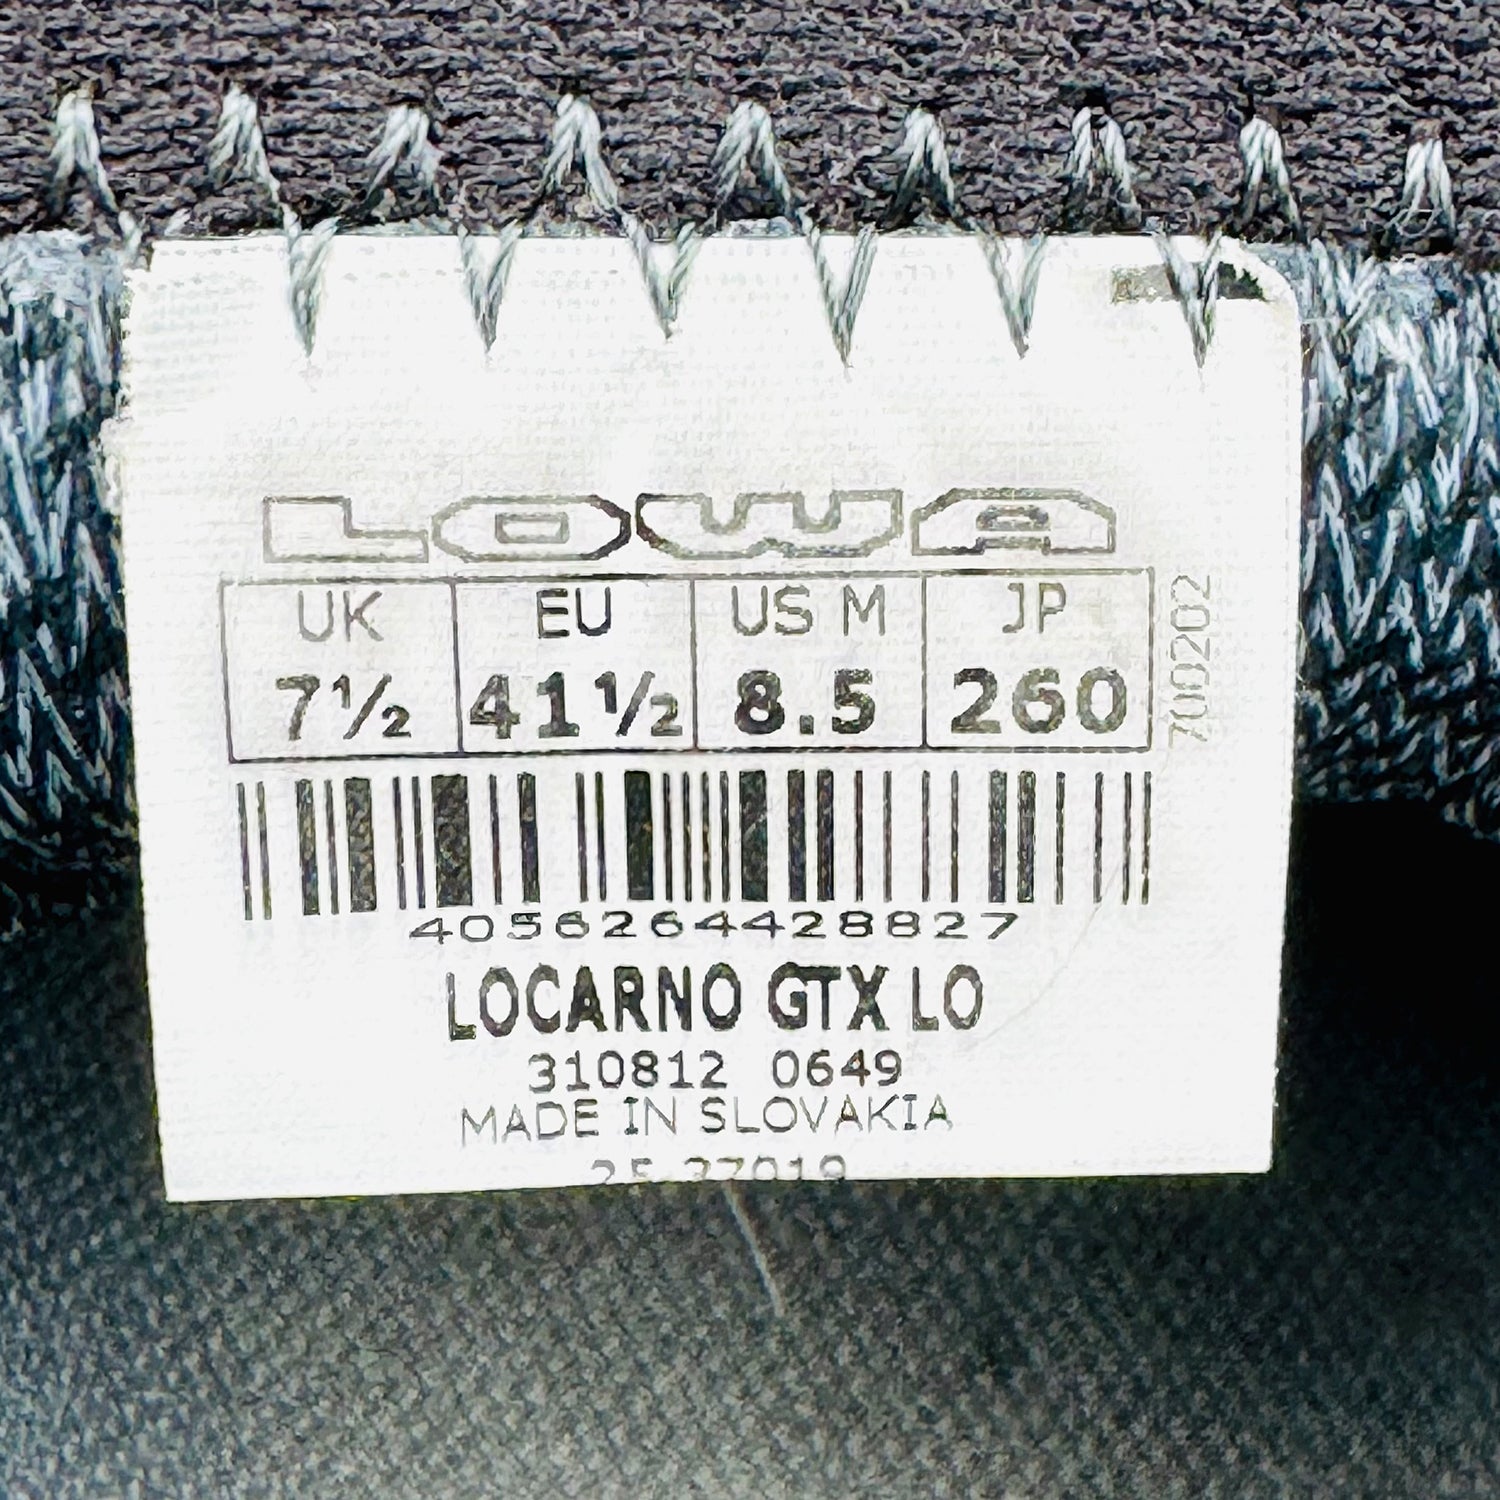 LOWA
UK EU US M JP
7½ 41½ 8.5 260
700202
4056264428827
LOCARNO GTX LO
310812 0649
MADE IN SLOVAKIA